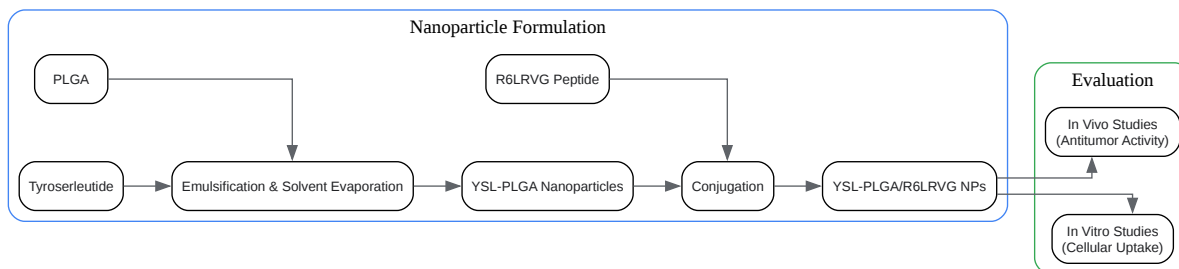 Nanoparticle Formulation
PLGA
R6LRVG Peptide
Tyroserleutide
Emulsification & Solvent Evaporation
YSL-PLGA Nanoparticles
Conjugation
YSL-PLGA/R6LRVG NPs
Evaluation
In Vivo Studies
(Antitumor Activity)
In Vitro Studies
(Cellular Uptake)